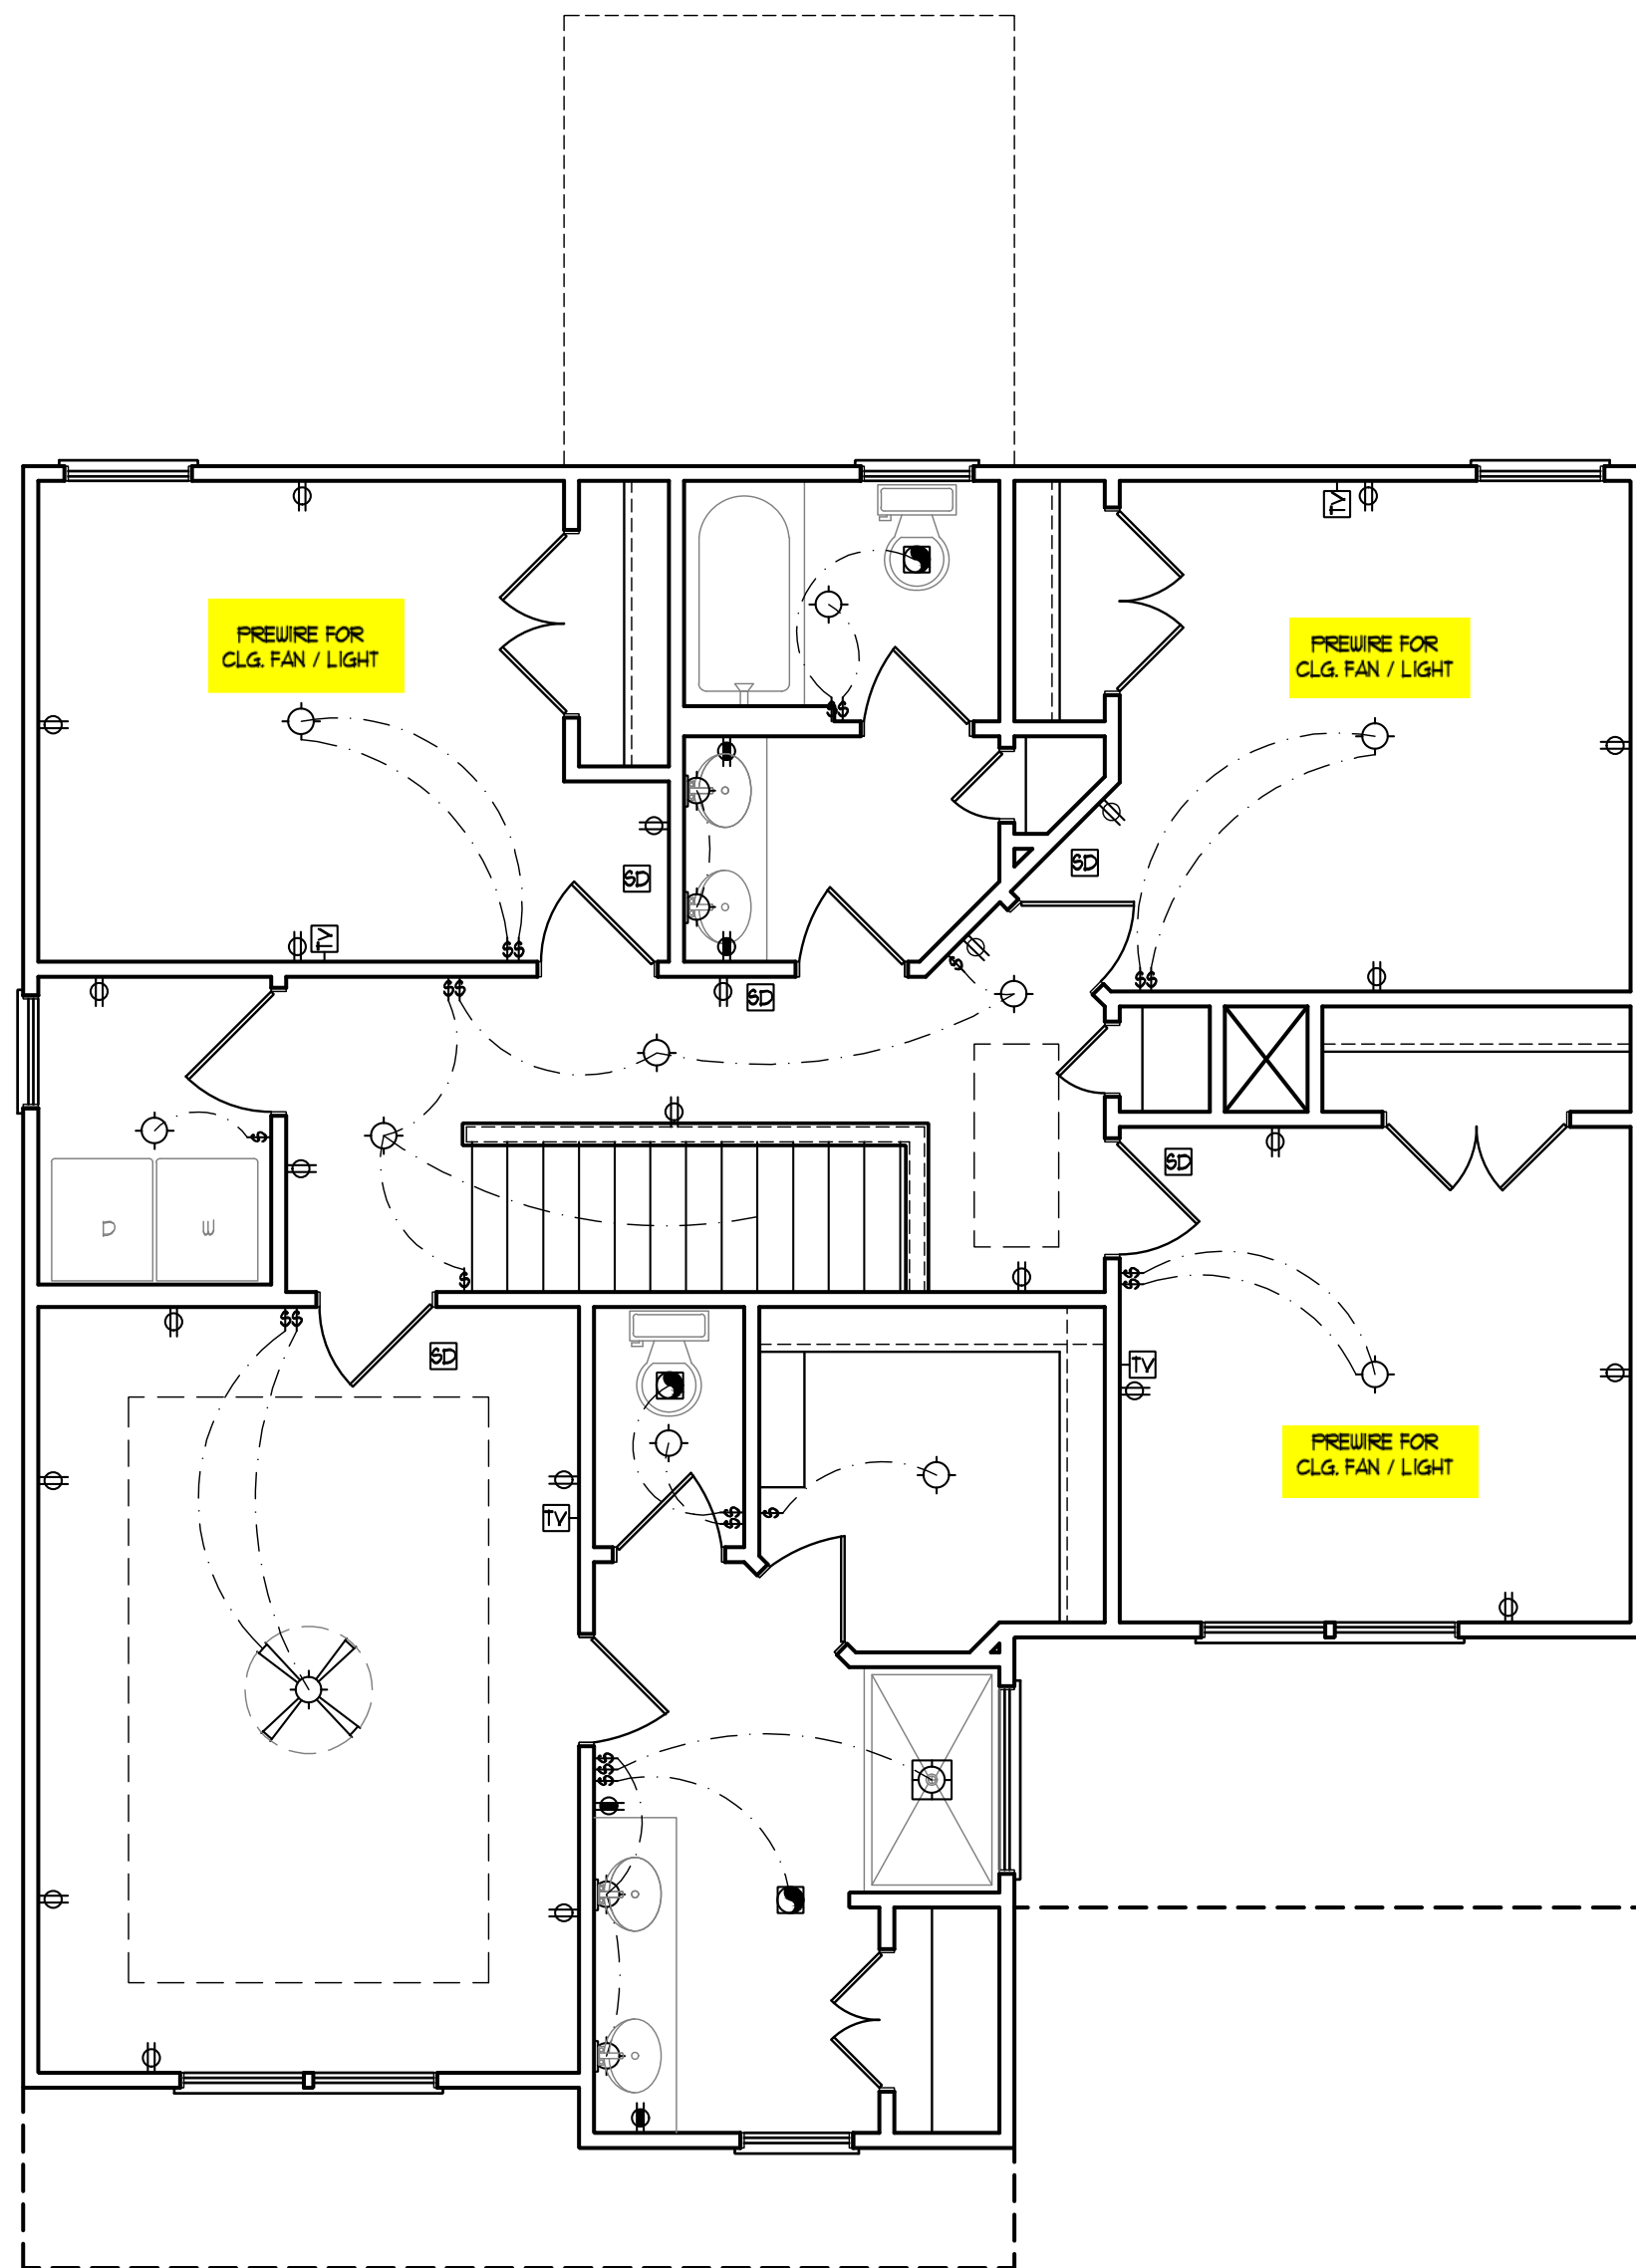 TV
PREWIRE FOR
CLG. FAN / LIGHT
PREWIRE FOR
CLG. FAN / LIGHT
$$
SD
SD
TV
$$
$
$$
$$
SD
$
SD
D
W
$
$$
$$
SD
TV
PREWIRE FOR
CLG. FAN / LIGHT
TV
$$
$
$$$